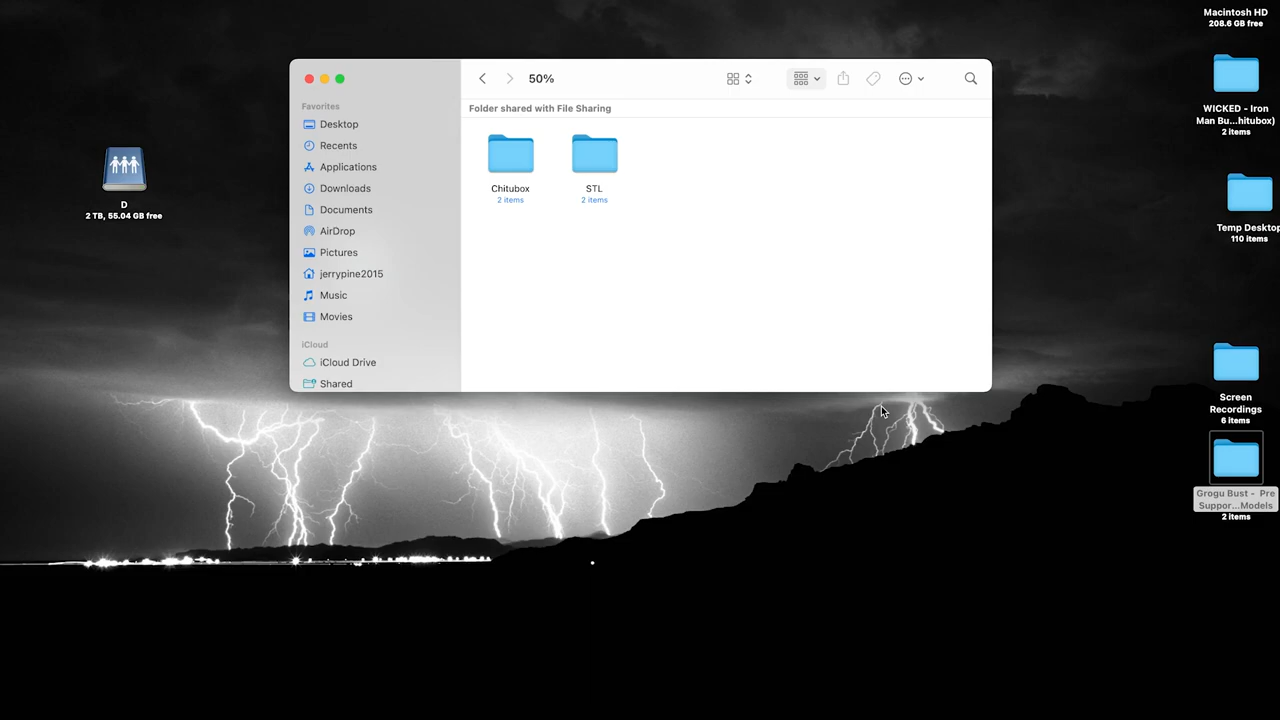 50%
Folder shared with File Sharing
Favorites
Desktop
Recents
Applications
Downloads
Documents
AirDrop
Pictures
jerrypine2015
Music
Movies
iCloud
iCloud Drive
Shared
Chitubox
2 items
STL
2 items
D
2 TB, 55.04 GB free
Macintosh HD
208.6 GB free
WICKED - Iron
Man Bu...hitubox)
2 items
Temp Desktop
110 items
Screen
Recordings
6 items
Grogu Bust - Pre
Suppor...Models
2 items